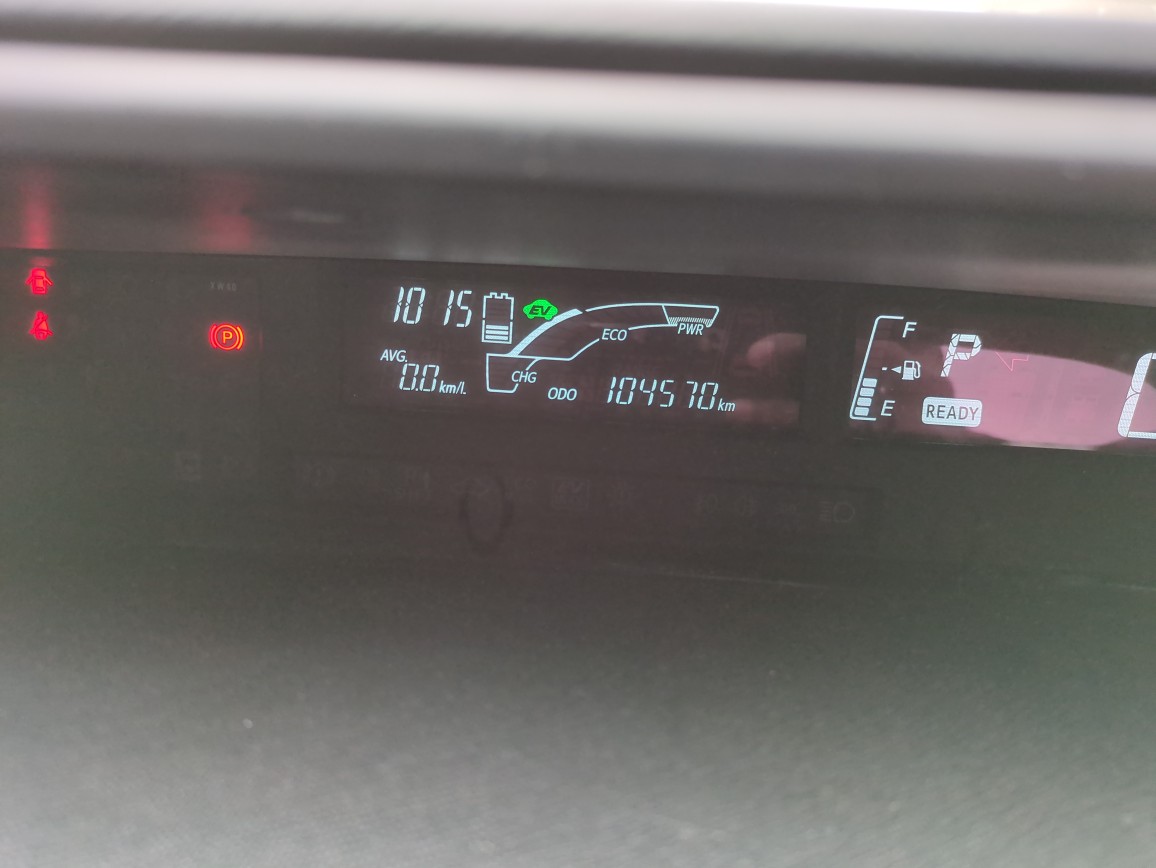 10 15
EV
ECO
PWR
AVG.
0.0 km/L
CHG
ODO 104570 km
P
F
E
P
READY